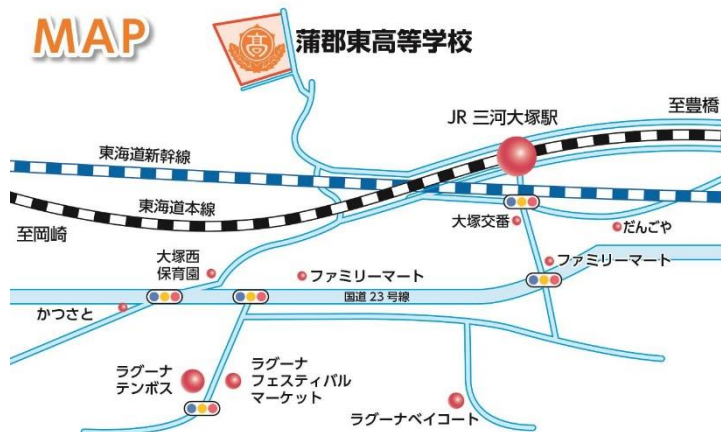 MAP
高
蒲郡東高等学校
JR 三河大塚駅
至豊橋
東海道新幹線
東海道本線
至岡崎
大塚交番
だんごや
大塚西
保育園
ファミリーマート
ファミリーマート
国道 23 号線
かつさと
ラグーナ
テンボス
ラグーナ
フェスティバル
マーケット
ラグーナベイコート